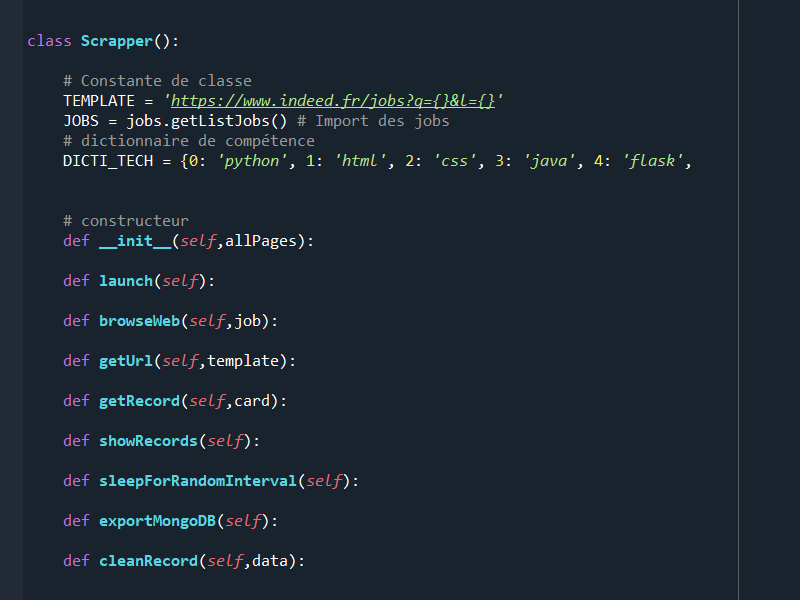 class Scrapper():
# Constante de classe
TEMPLATE = 'https://www.indeed.fr/jobs?q={}&l={}'
JOBS = jobs.getListJobs() # Import des jobs
# dictionnaire de compétence
DICTI_TECH = {0: 'python', 1: 'html', 2: 'css', 3: 'java', 4: 'flask',
# constructeur
def __init__(self,allPages):
def launch(self):
def browseWeb(self,job):
def getUrl(self,template):
def getRecord(self,card):
def showRecords(self):
def sleepForRandomInterval(self):
def exportMongoDB(self):
def cleanRecord(self,data):